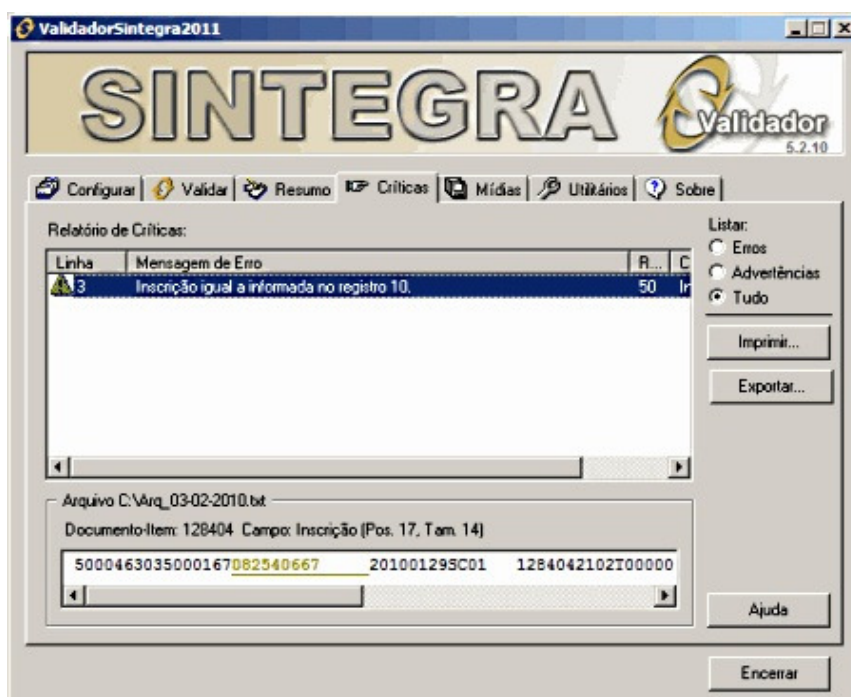 ValidadorSintegra2011
SINTEGRA
Validador
5.2.10
Configurar Validar Resumo Críticas Mídias Utilitários Sobre
Relatório de Críticas:
Linha Mensagem de Erro R... C
3 Inscrição igual a informada no registro 10. 50 Ir
Listar:
Erros
Advertências
Tudo
Imprimir...
Exportar...
Arquivo C:\Arq_03-02-2010.txt
Documento-Item: 128404 Campo: Inscrição (Pos. 17, Tam. 14)
5000463035000167082540667 20100129SC01 1284042102T00000
Ajuda
Encerrar